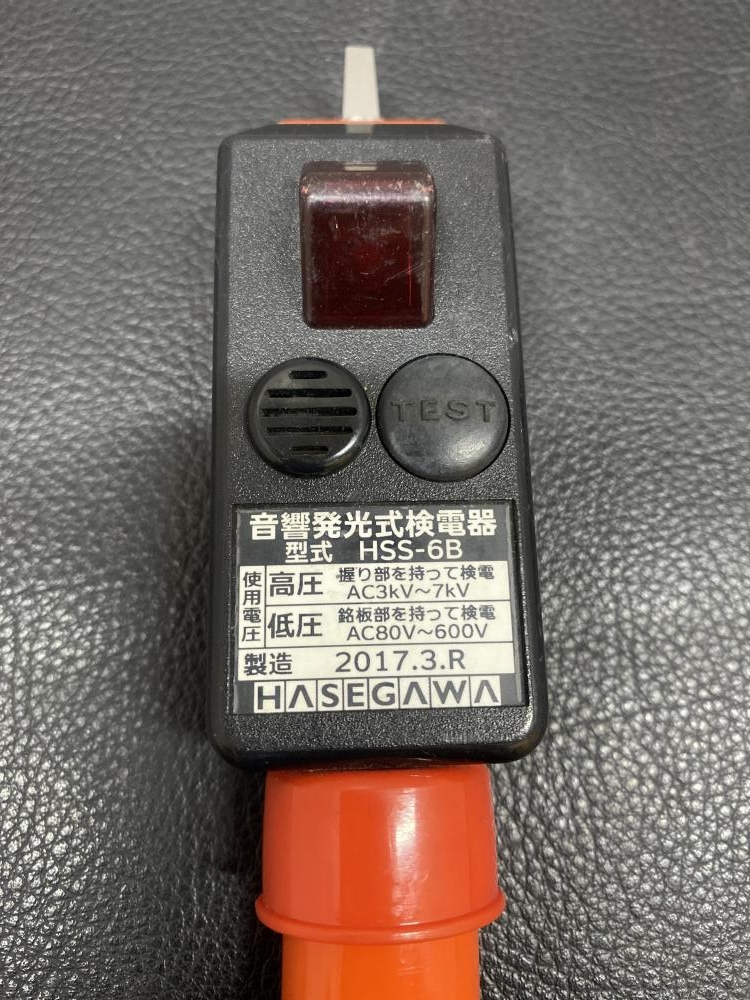 TEST
音響発光式検電器
型式 HSS-6B
使用電圧
高圧 握り部を持って検電
AC3kV～7kV
低圧 銘板部を持って検電
AC80V～600V
製造 2017.3.R
HASEGAWA